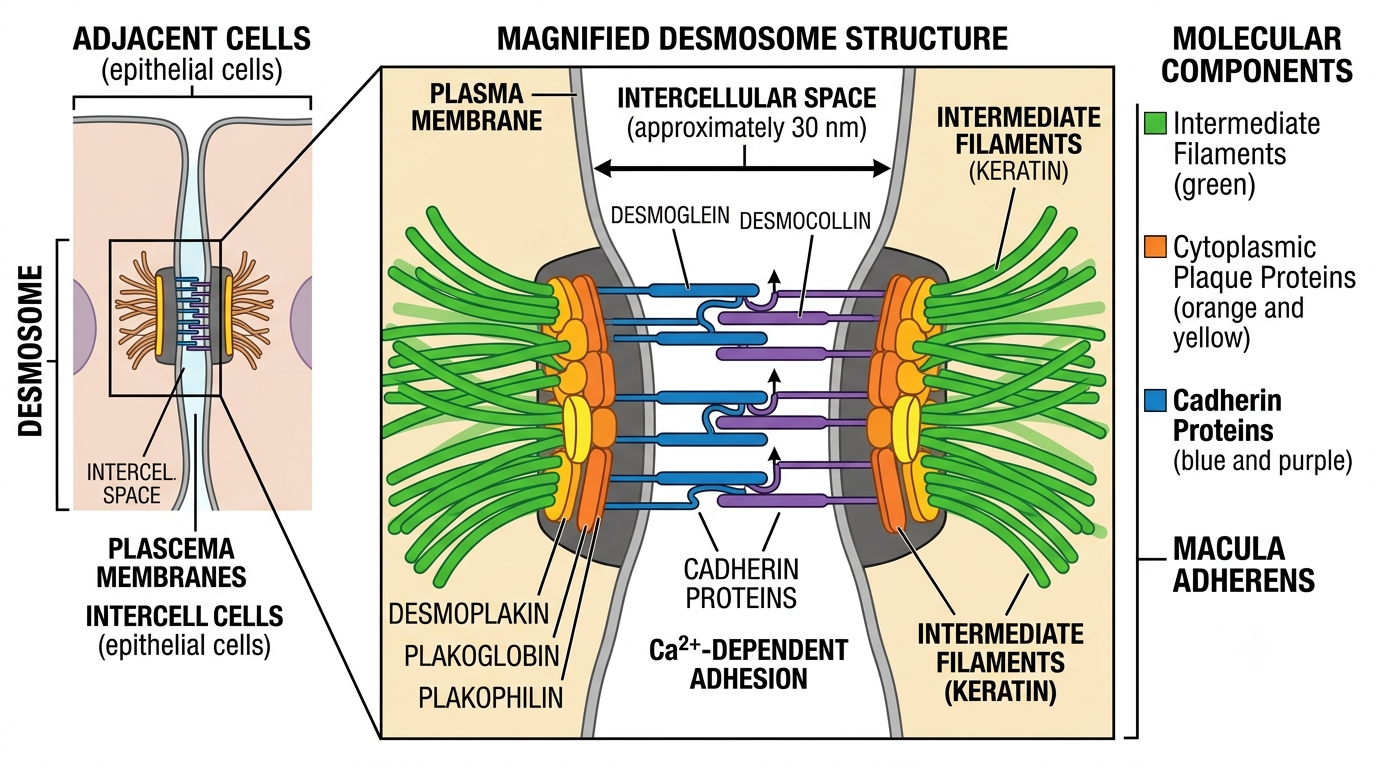 ADJACENT CELLS
(epithelial cells)
DESMOSOME
INTERCEL.
SPACE
PLASCEMA
MEMBRANES
INTERCELL CELLS
(epithelial cells)
MAGNIFIED DESMOSOME STRUCTURE
PLASMA
MEMBRANE
INTERCELLULAR SPACE
(approximately 30 nm)
INTERMEDIATE
FILAMENTS
(KERATIN)
DESMOGLEIN
DESMOCOLLIN
CADHERIN
PROTEINS
DESMOPLAKIN
PLAKOGLOBIN
PLAKOPHILIN
Ca²⁺-DEPENDENT
ADHESION
INTERMEDIATE
FILAMENTS
(KERATIN)
MOLECULAR
COMPONENTS
Intermediate
Filaments
(green)
Cytoplasmic
Plaque Proteins
(orange and
yellow)
Cadherin
Proteins
(blue and purple)
MACULA
ADHERENS